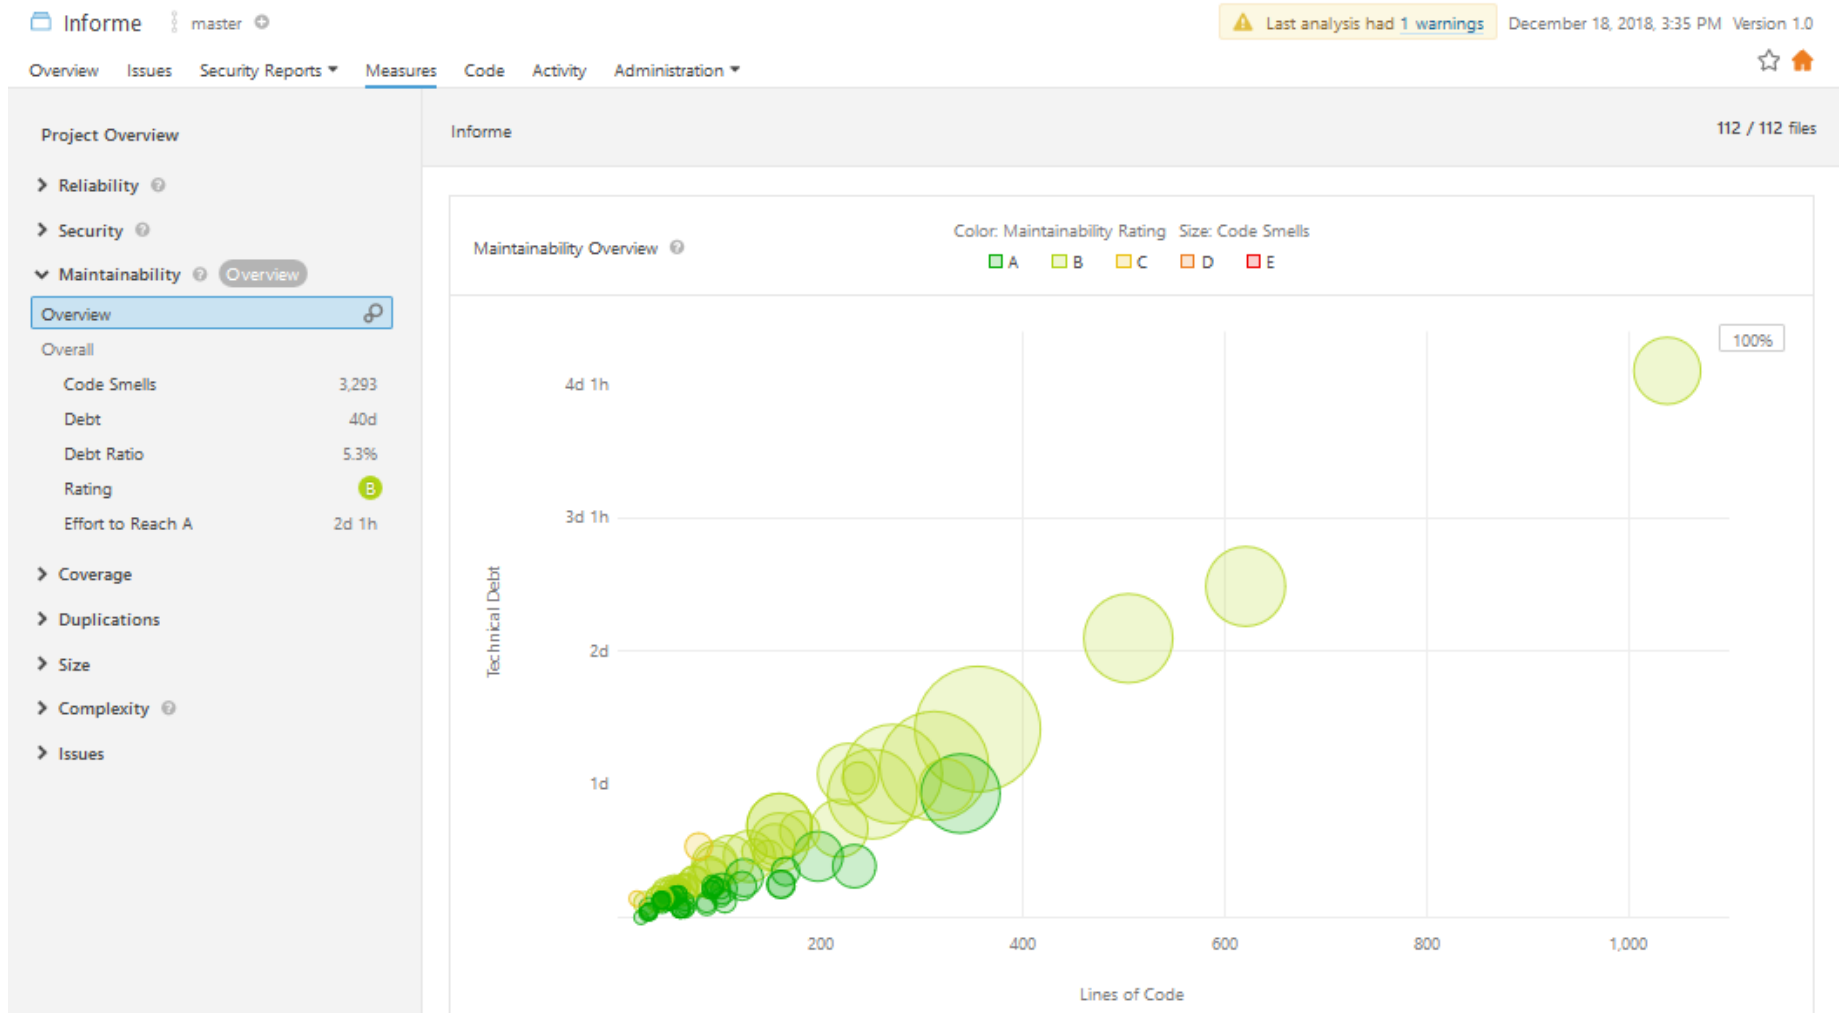 Informe master
Last analysis had 1 warnings December 18, 2018, 3:35 PM Version 1.0
Overview Issues Security Reports Measures Code Activity Administration
Project Overview
Reliability
Security
Maintainability Overview
Overview
Overall
Code Smells 3,293
Debt 40d
Debt Ratio 5.3%
Rating B
Effort to Reach A 2d 1h
Coverage
Duplications
Size
Complexity
Issues
Informe 112 / 112 files
Maintainability Overview
Color: Maintainability Rating Size: Code Smells
A B C D E
100%
4d 1h
3d 1h
2d
1d
Technical Debt
200 400 600 800 1,000
Lines of Code